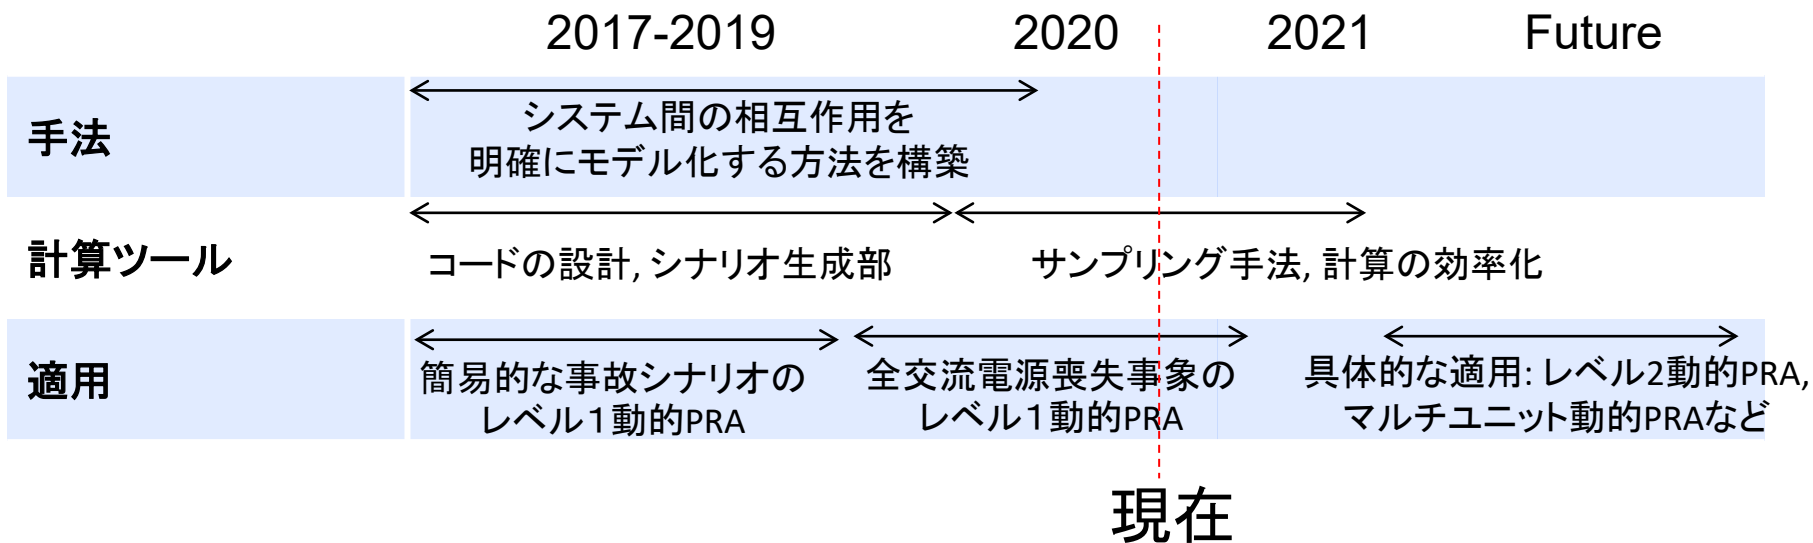 2017-2019 2020 2021 Future
手法
システム間の相互作用を
明確にモデル化する方法を構築
計算ツール
コードの設計, シナリオ生成部
サンプリング手法, 計算の効率化
適用
簡易的な事故シナリオの
レベル１動的PRA
全交流電源喪失事象の
レベル１動的PRA
具体的な適用: レベル2動的PRA,
マルチユニット動的PRAなど
現在